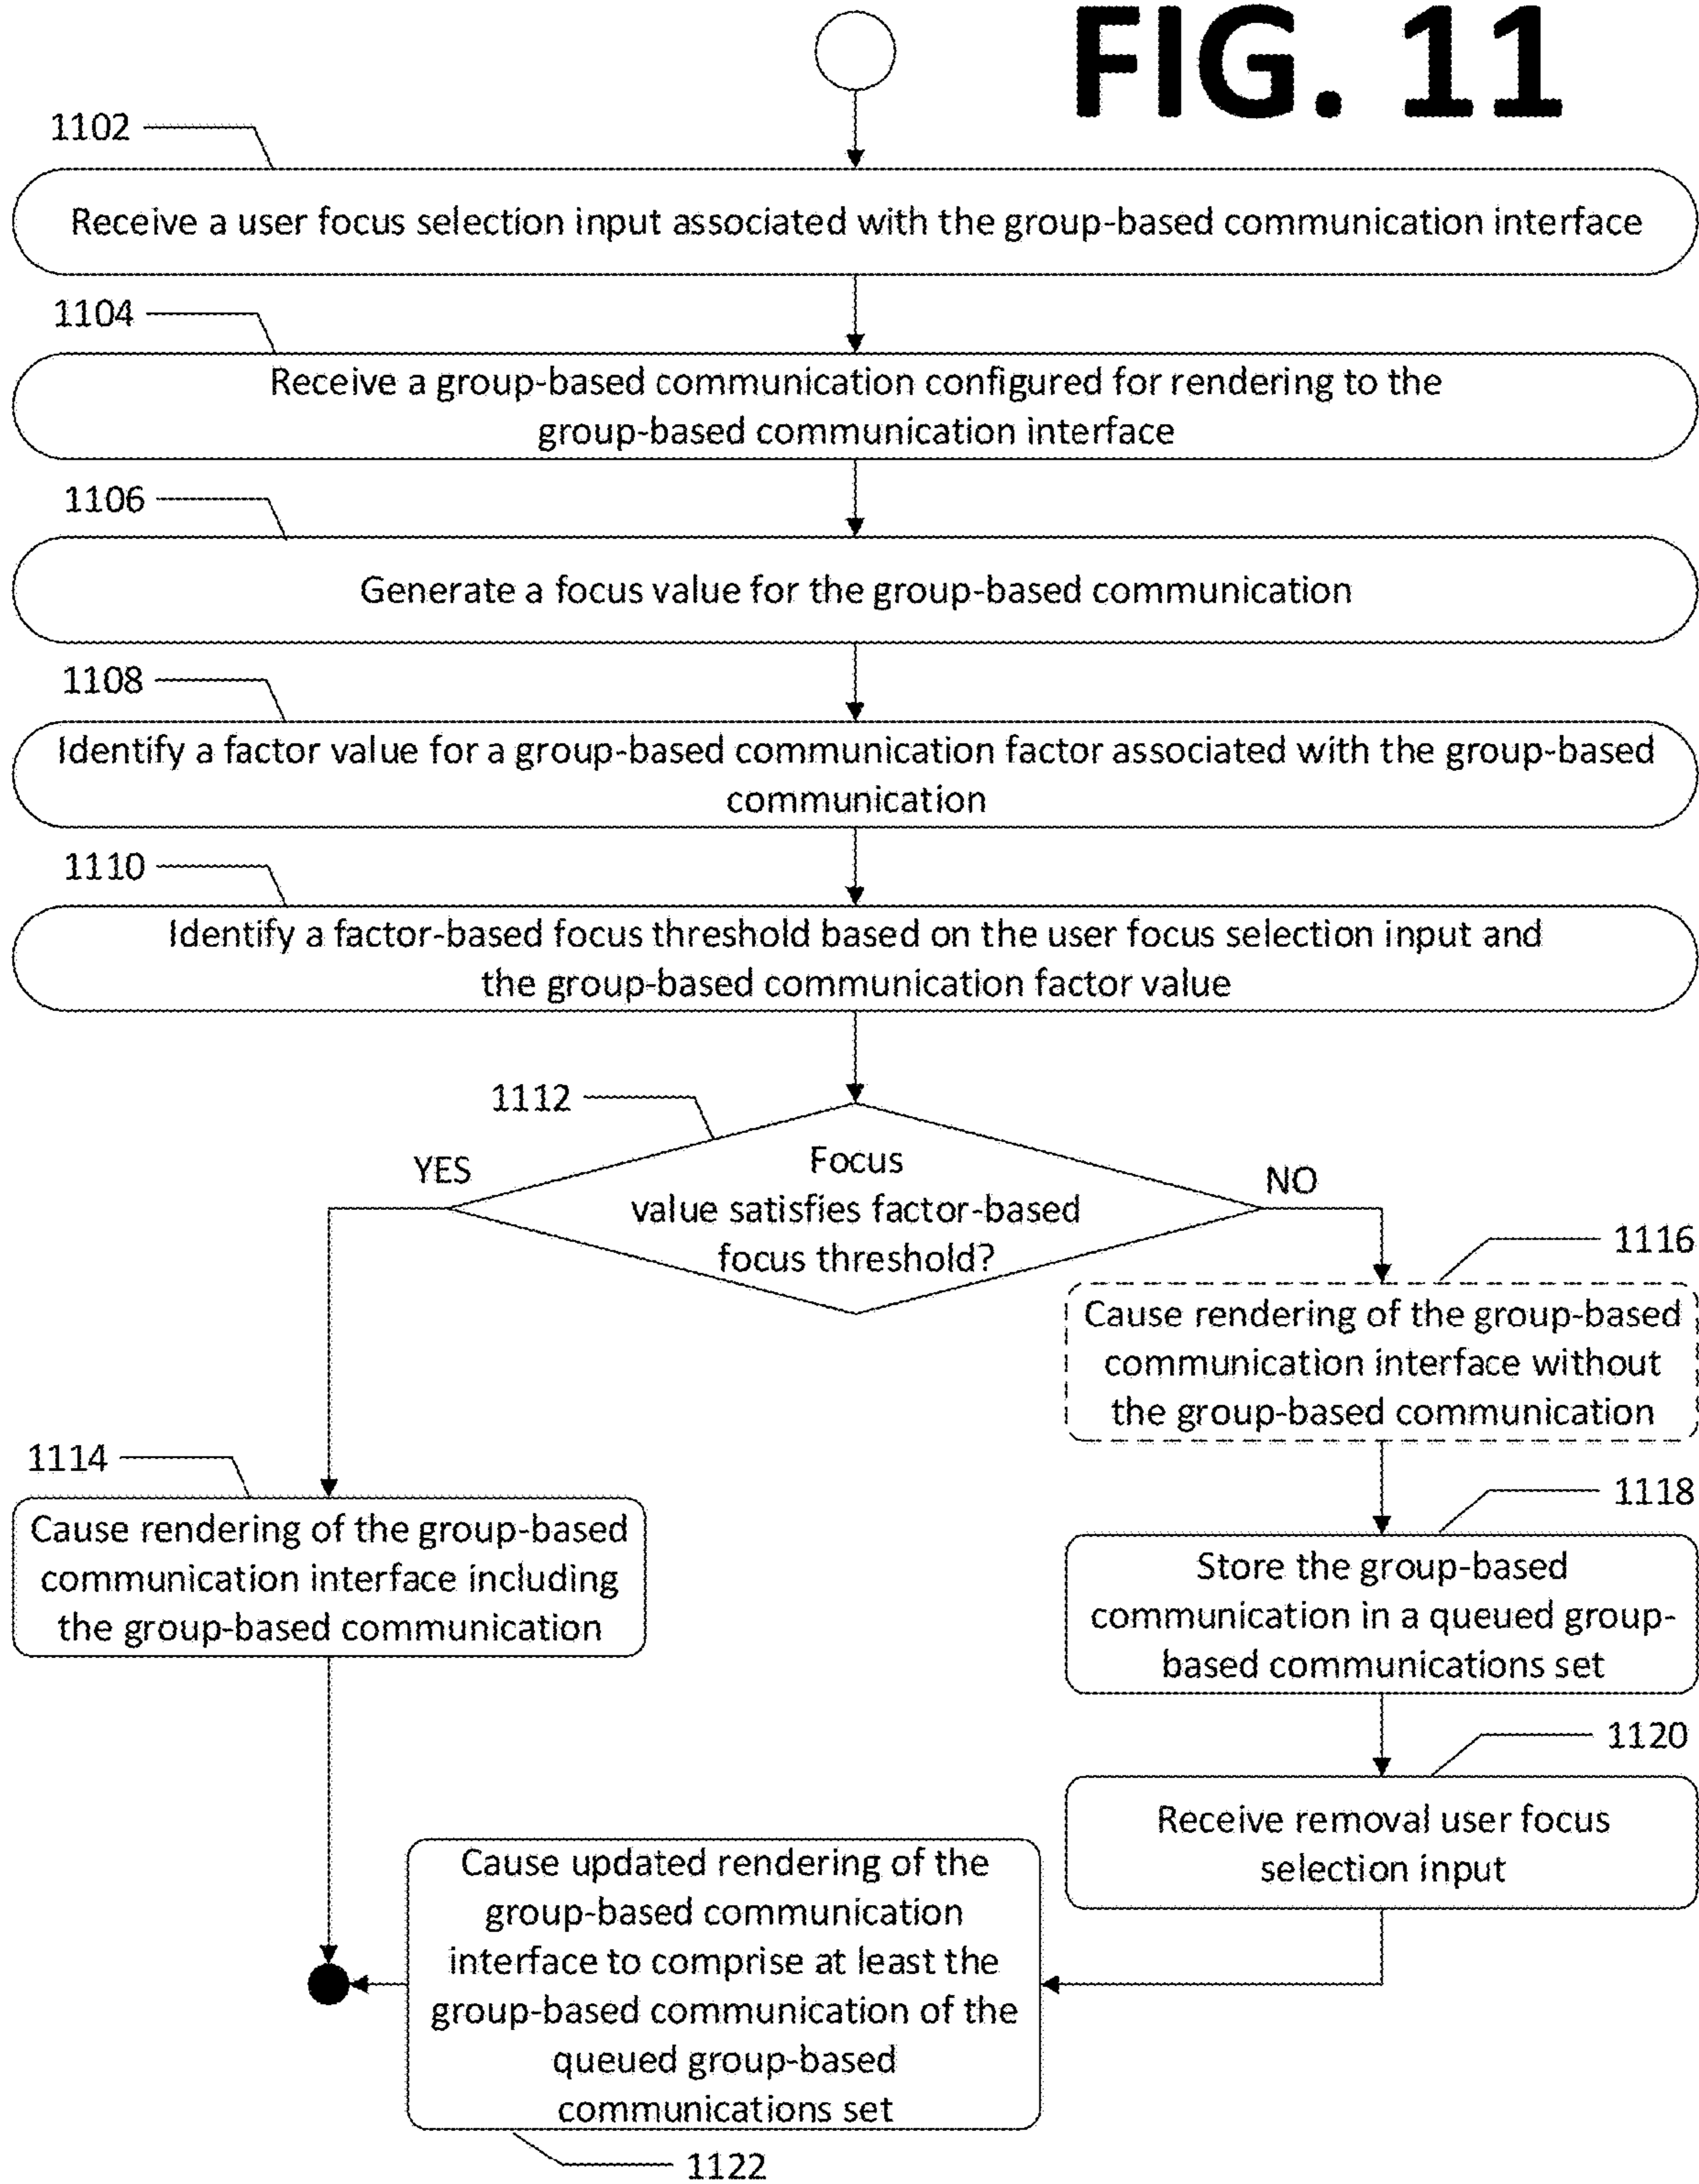 FIG. 11
1102
Receive a user focus selection input associated with the group-based communication interface
1104
Receive a group-based communication configured for rendering to the
group-based communication interface
1106
Generate a focus value for the group-based communication
1108
Identify a factor value for a group-based communication factor associated with the group-based
communication
1110
Identify a factor-based focus threshold based on the user focus selection input and
the group-based communication factor value
1112
YES
Focus
value satisfies factor-based
focus threshold?
NO
1116
Cause rendering of the group-based
communication interface without
the group-based communication
1114
Cause rendering of the group-based
communication interface including
the group-based communication
1118
Store the group-based
communication in a queued group-
based communications set
1120
Receive removal user focus
selection input
Cause updated rendering of the
group-based communication
interface to comprise at least the
group-based communication of the
queued group-based
communications set
1122